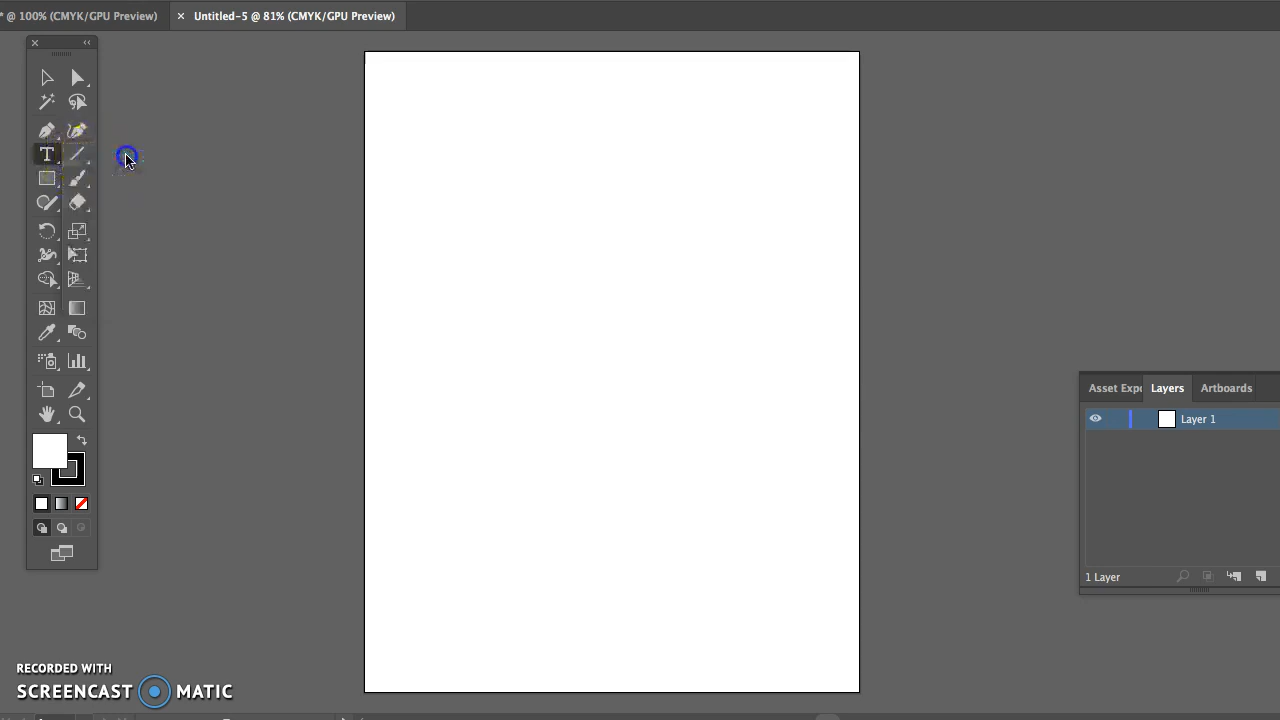 * @ 100% (CMYK/GPU Preview)
× Untitled-5 @ 81% (CMYK/GPU Preview)
T
Asset Expo Layers Artboards
Layer 1
1 Layer
RECORDED WITH
SCREENCAST MATIC